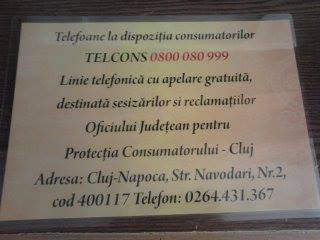 Telefoane la dispoziția consumatorilor
TELCONS 0800 080 999
Linie telefonică cu apelare gratuită,
destinată sesizărilor si reclamațiilor
Oficiului Județean pentru
Protecția Consumatorului - Cluj
Adresa: Cluj-Napoca, Str. Navodari, Nr.2,
cod 400117 Telefon: 0264.431.367